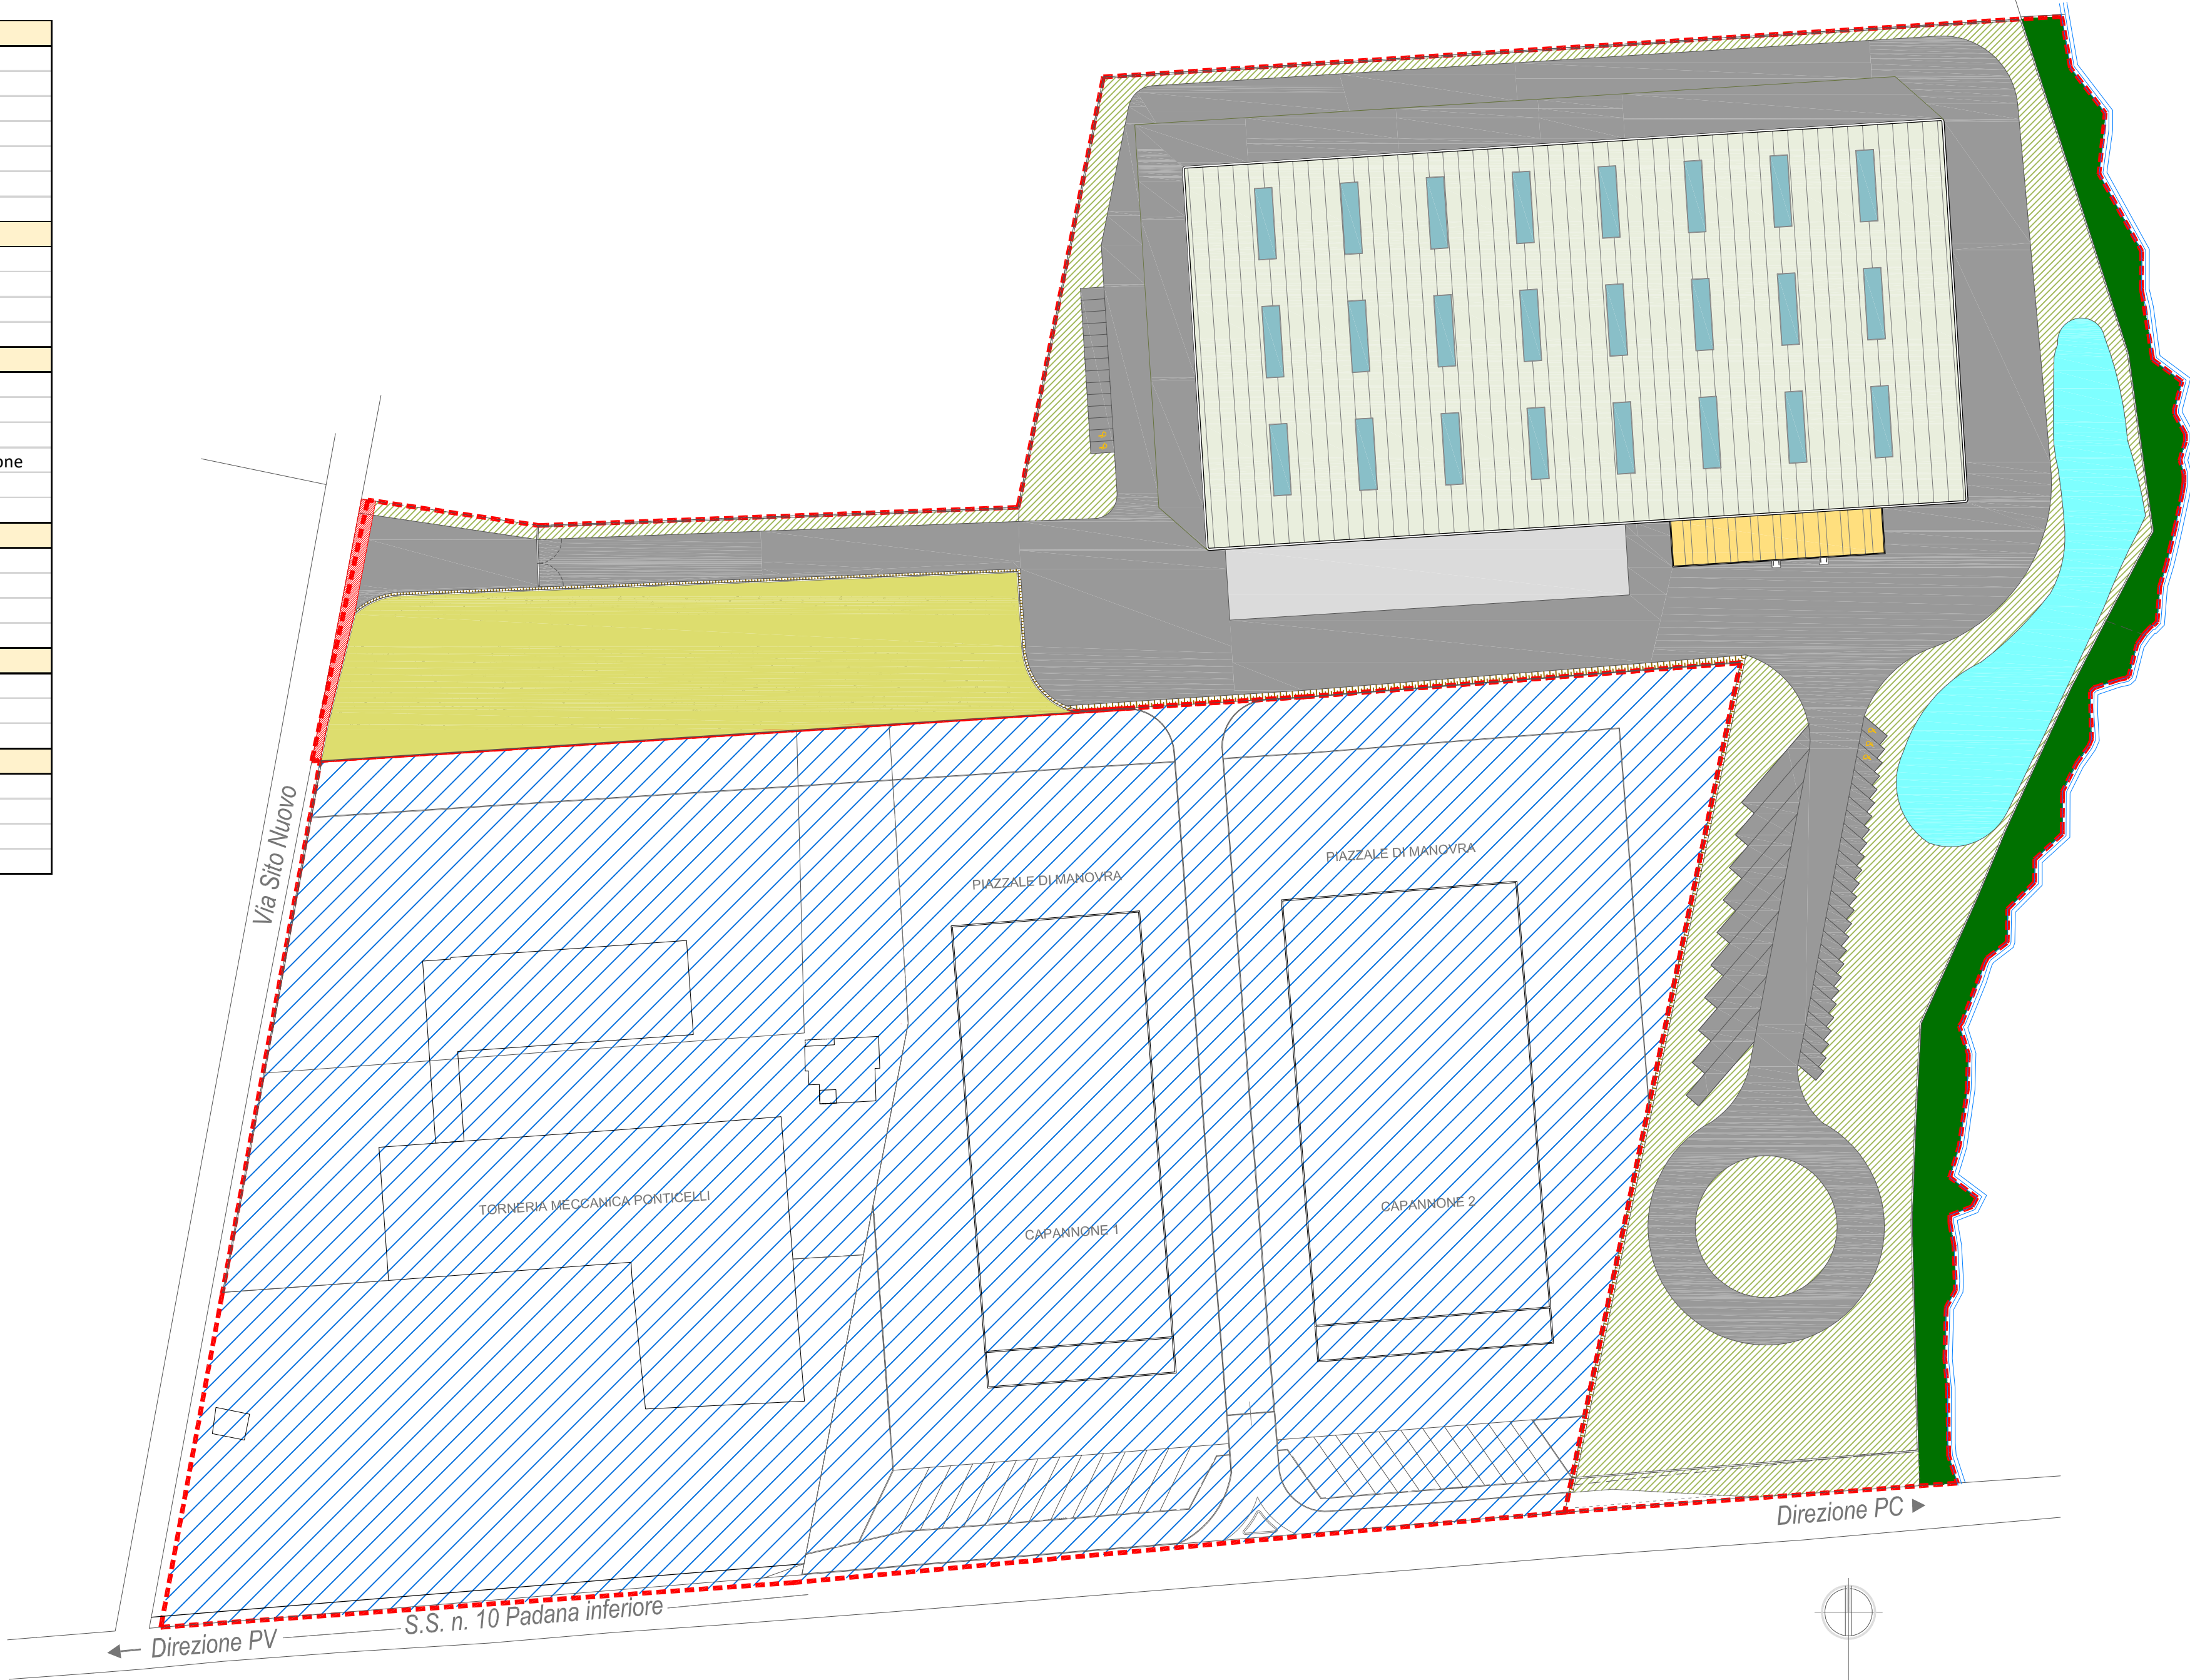 one
Via Sito Nuovo
PIAZZALE DI MANOVRA
PIAZZALE DI MANOVRA
TORNERIA MECCANICA PONTICELLI
CAPANNONE 1
CAPANNONE 2
Direzione PC
S.S. n. 10 Padana inferiore
Direzione PV